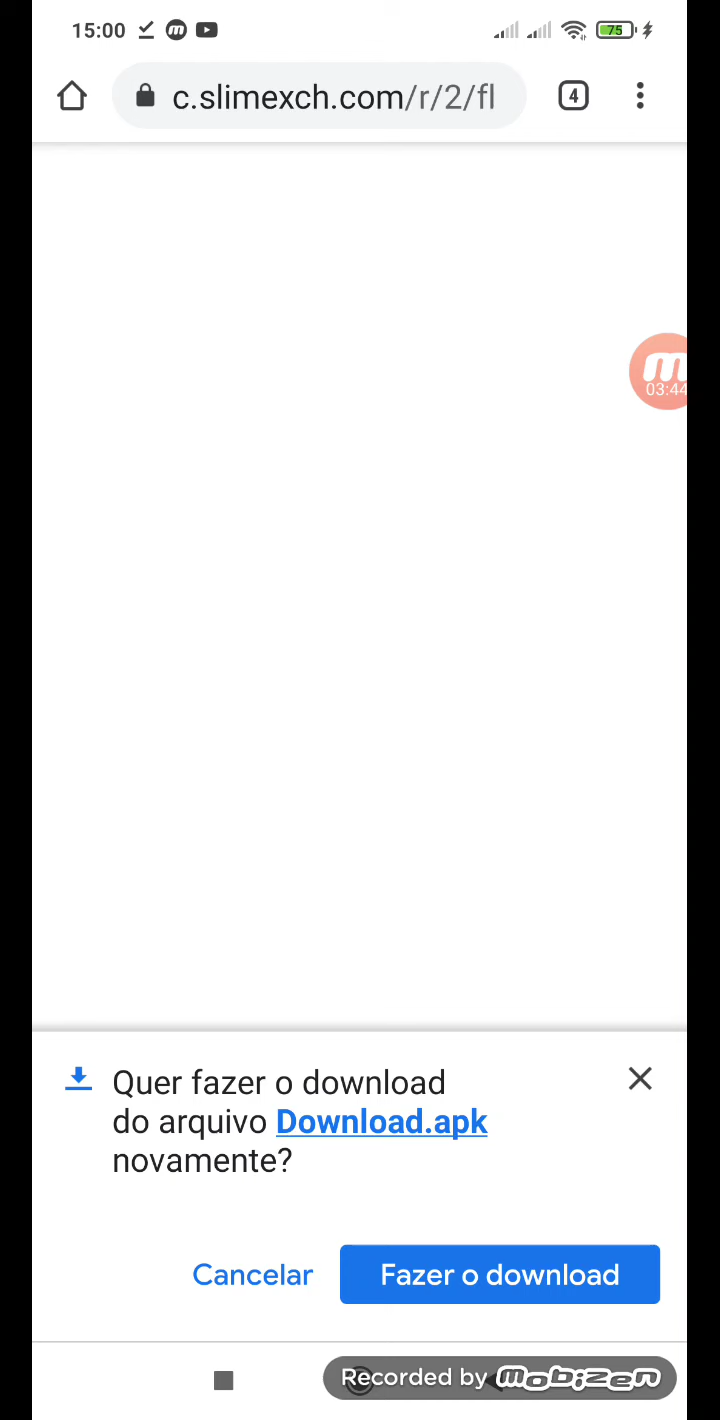 15:00
75
c.slimexch.com/r/2/fl
4
m
03:44
Quer fazer o download
do arquivo Download.apk
novamente?
Cancelar
Fazer o download
Recorded by mobizen